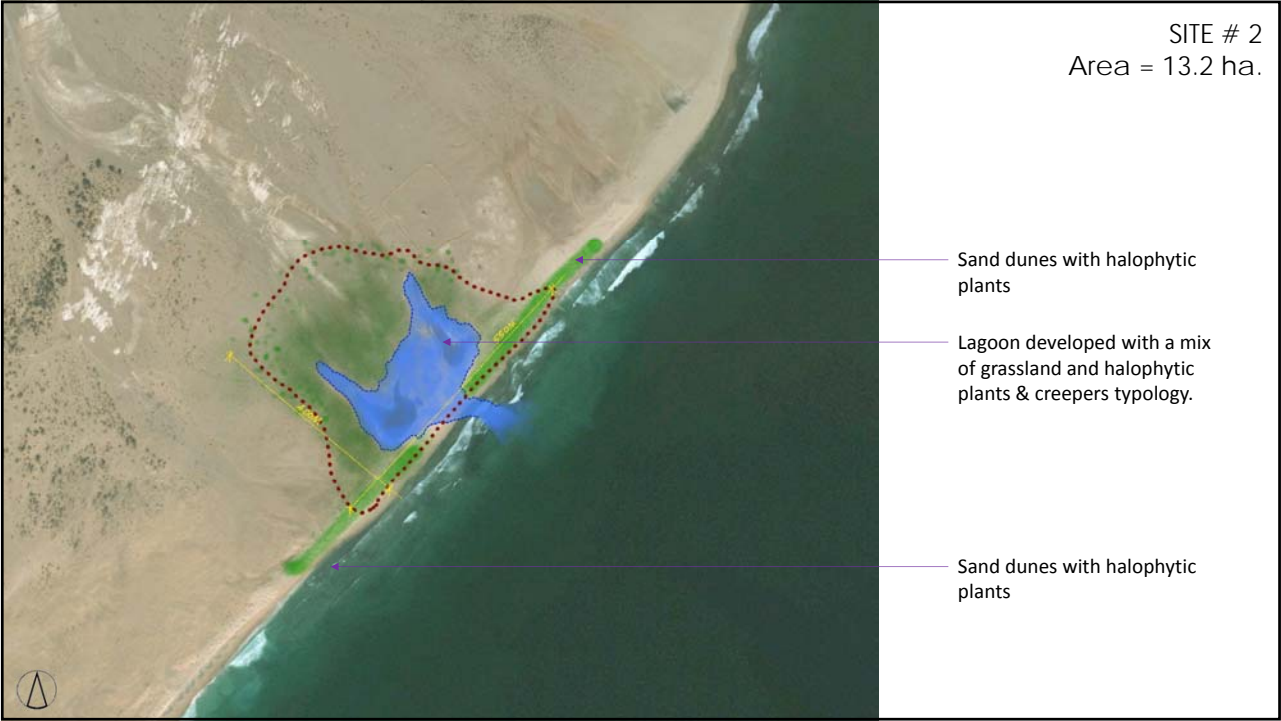 SITE # 2
Area = 13.2 ha.
Sand dunes with halophytic
plants
Lagoon developed with a mix
of grassland and halophytic
plants & creepers typology.
Sand dunes with halophytic
plants